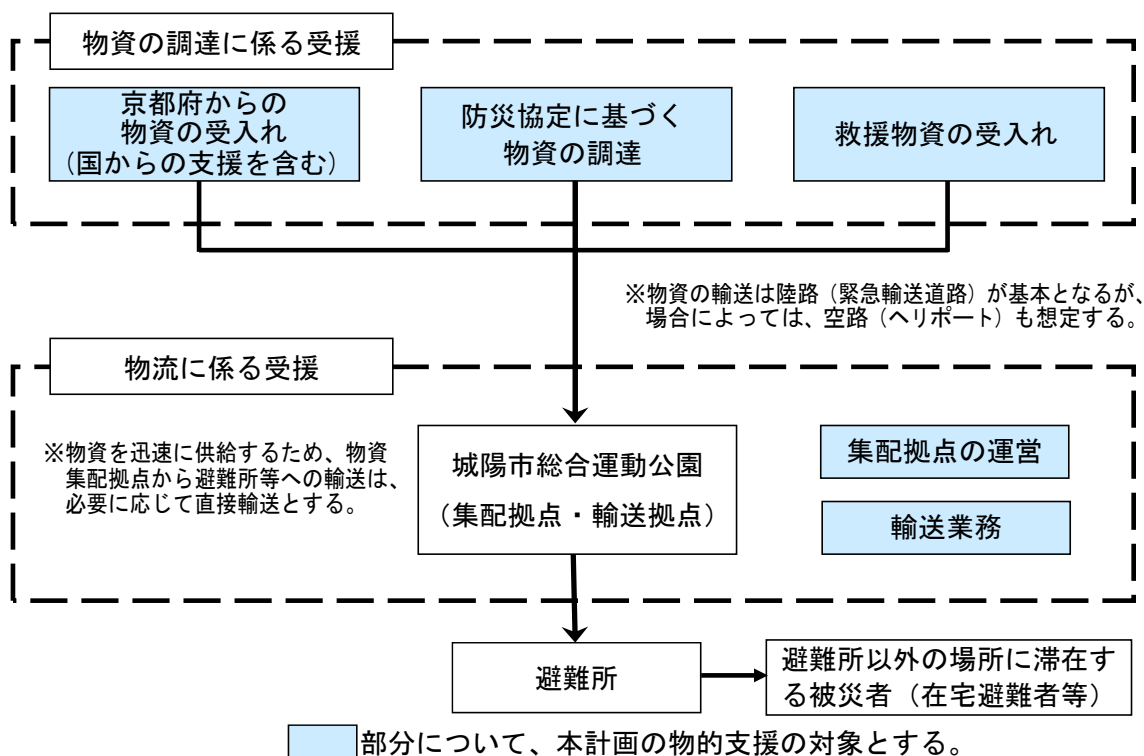 物資の調達に係る受援
京都府からの
物資の受入れ
(国からの支援を含む)
防災協定に基づく
物資の調達
救援物資の受入れ
※物資の輸送は陸路（緊急輸送道路）が基本となるが、
場合によっては、空路（ヘリポート）も想定する。
物流に係る受援
※物資を迅速に供給するため、物資
集配拠点から避難所等への輸送は、
必要に応じて直接輸送とする。
城陽市総合運動公園
（集配拠点・輸送拠点）
集配拠点の運営
輸送業務
避難所
避難所以外の場所に滞在す
る被災者（在宅避難者等）
部分について、本計画の物的支援の対象とする。